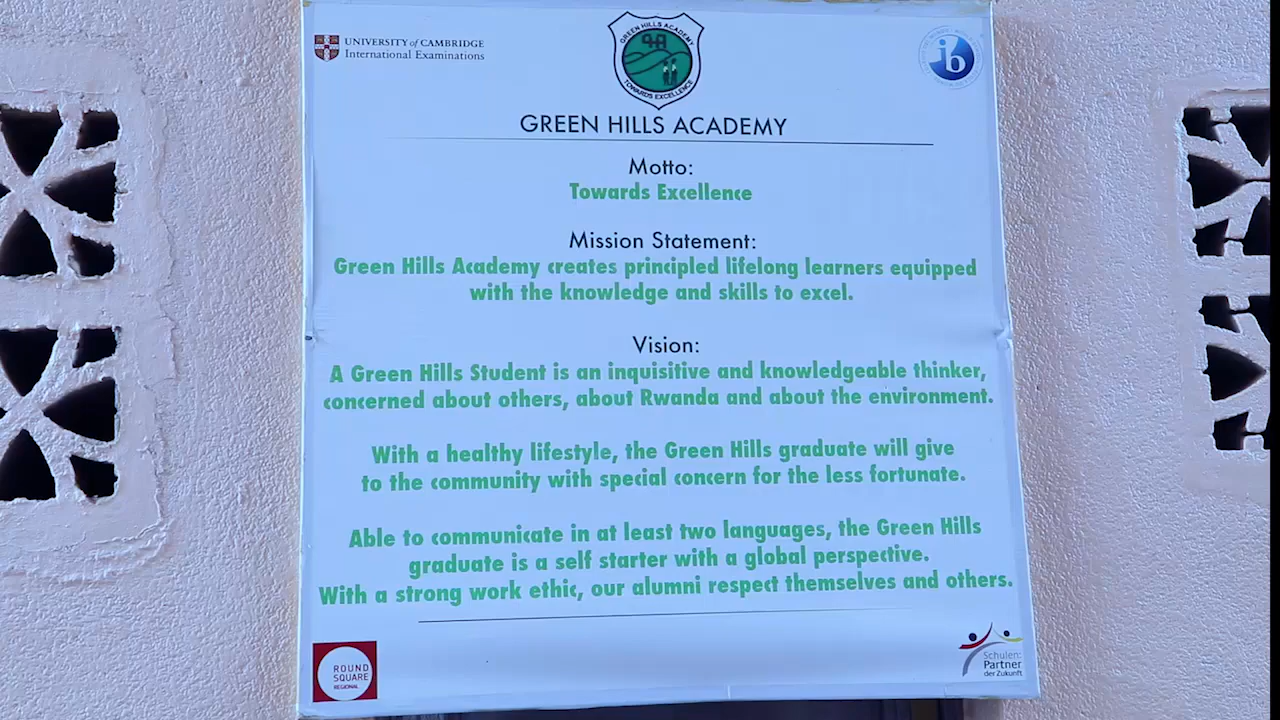 UNIVERSITY of CAMBRIDGE
International Examinations
GREEN HILLS ACADEMY
GHA
TOWARDS EXCELLENCE
ib
GREEN HILLS ACADEMY
Motto:
Towards Excellence
Mission Statement:
Green Hills Academy creates principled lifelong learners equipped
with the knowledge and skills to excel.
Vision:
A Green Hills Student is an inquisitive and knowledgeable thinker,
concerned about others, about Rwanda and about the environment.
With a healthy lifestyle, the Green Hills graduate will give
to the community with special concern for the less fortunate.
Able to communicate in at least two languages, the Green Hills
graduate is a self starter with a global perspective.
With a strong work ethic, our alumni respect themselves and others.
ROUND
SQUARE
REGIONAL
Schulen:
Partner
der Zukunft